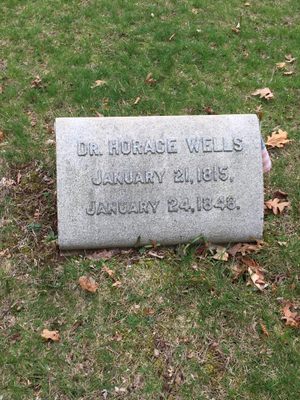 DR. HORACE WELLS
JANUARY 21, 1815.
JANUARY 24, 1848.